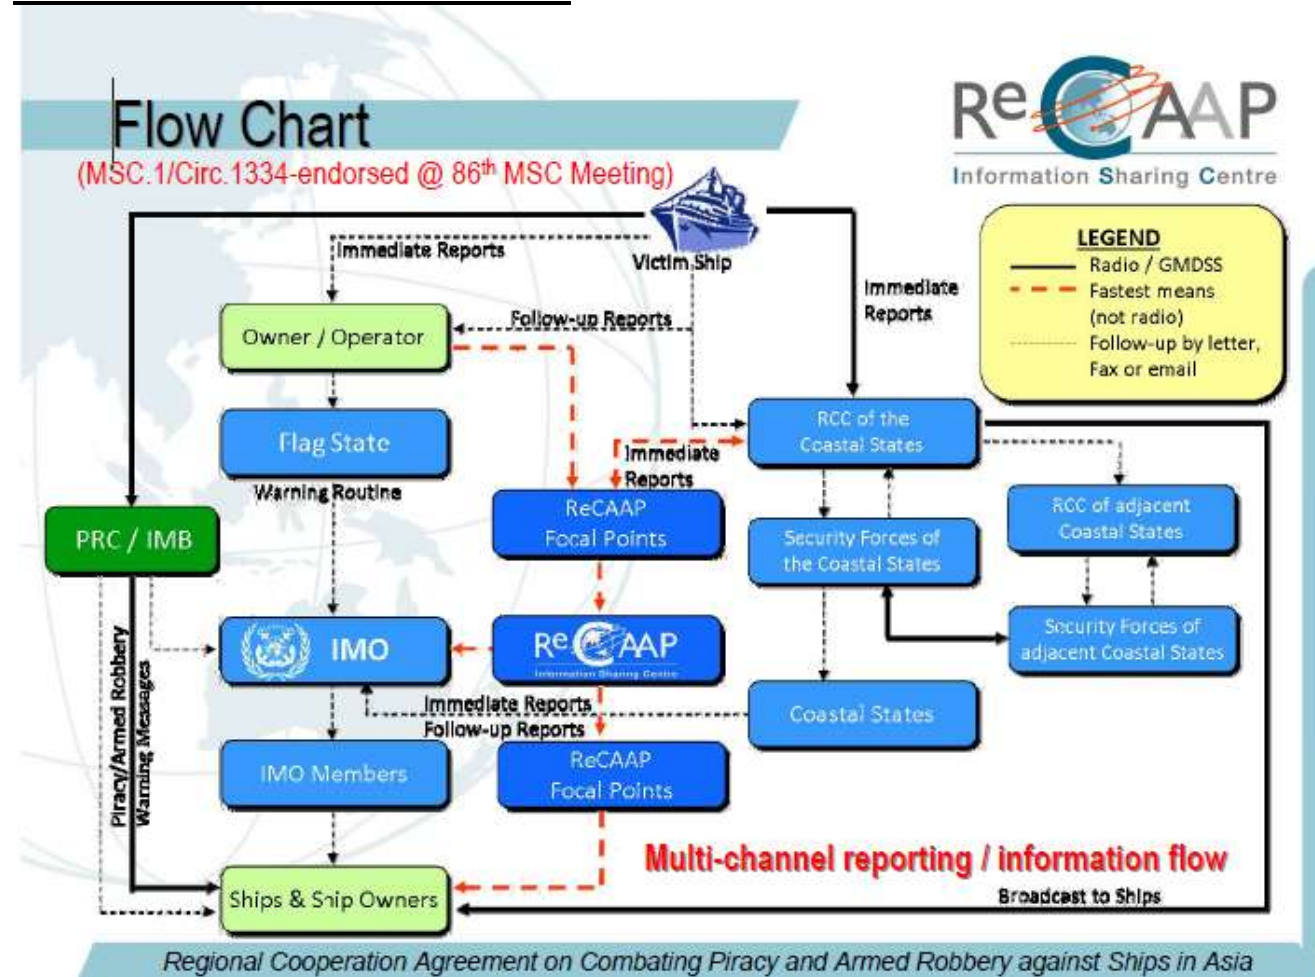 Flow Chart
(MSC.1/Circ.1334-endorsed @ 86th MSC Meeting)
ReCAAP
Information Sharing Centre
LEGEND
Radio / GMDSS
Fastest means
(not radio)
Follow-up by letter,
Fax or email
Victim Ship
Immediate Reports
Immediate
Reports
Follow-up Reports
Owner / Operator
Flag State
Warning Routine
RCC of the
Coastal States
Immediate
Reports
ReCAAP
Focal Points
RCC of adjacent
Coastal States
PRC / IMB
Security Forces of
the Coastal States
IMO
ReCAAP
Information Sharing Centre
Security Forces of
adjacent Coastal States
Piracy/Armed Robbery
Warning Messages
Immediate Reports
Follow-up Reports
Coastal States
IMO Members
ReCAAP
Focal Points
Multi-channel reporting / information flow
Ships & Ship Owners
Broadcast to Ships
Regional Cooperation Agreement on Combating Piracy and Armed Robbery against Ships in Asia